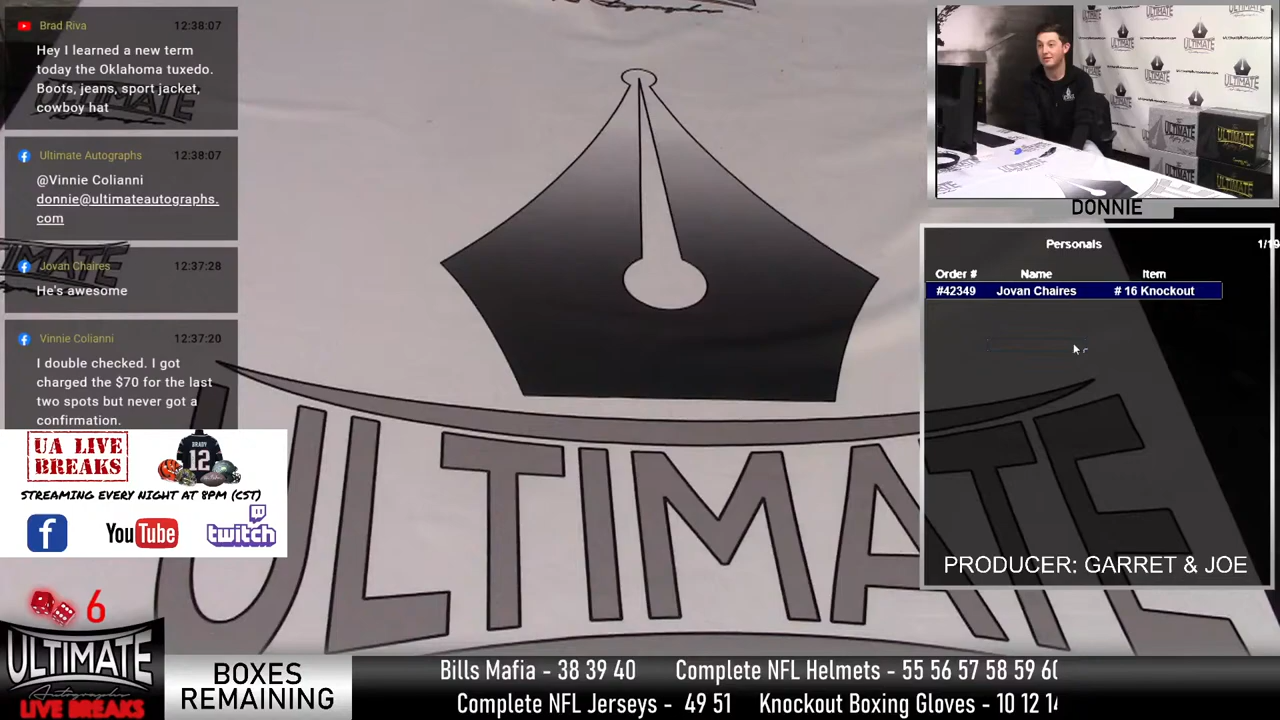 Brad Riva 12:38:07
Hey I learned a new term
today the Oklahoma tuxedo.
Boots, jeans, sport jacket,
cowboy hat
Ultimate Autographs 12:38:07
@Vinnie Colianni
donnie@ultimateautographs.
com
Jovan Chaires 12:37:28
He's awesome
Vinnie Colianni 12:37:20
I double checked. I got
charged the $70 for the last
two spots but never got a
confirmation.
UA LIVE
BREAKS
BRADY
12
STREAMING EVERY NIGHT AT 8PM (CST)
YouTube
twitch
6
ULTIMATE
Autographs
LIVE BREAKS
BOXES
REMAINING
Bills Mafia - 38 39 40 Complete NFL Helmets - 55 56 57 58 59 60
Complete NFL Jerseys - 49 51 Knockout Boxing Gloves - 10 12 14
ULTIMATE
ULTIMATE
DONNIE
Personals 1/19
Order # Name Item
#42349 Jovan Chaires # 16 Knockout
PRODUCER: GARRET & JOE